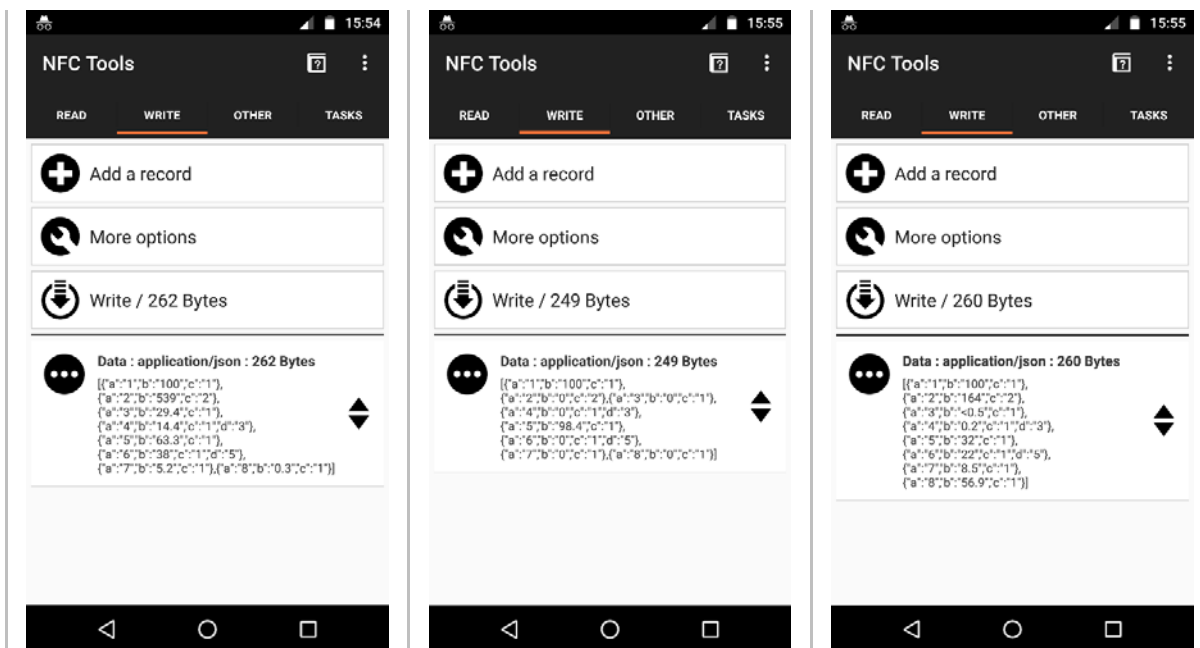 15:54
NFC Tools
READ WRITE OTHER TASKS
Add a record
More options
Write / 262 Bytes
Data : application/json : 262 Bytes
[{"a":"1","b":"100","c":"1"},
{"a":"2","b":"539","c":"2"},
{"a":"3","b":"29.4","c":"1"},
{"a":"4","b":"14.4","c":"1","d":"3"},
{"a":"5","b":"63.3","c":"1"},
{"a":"6","b":"38","c":"1","d":"5"},
{"a":"7","b":"5.2","c":"1"},{"a":"8","b":"0.3","c":"1"}]
15:55
NFC Tools
READ WRITE OTHER TASKS
Add a record
More options
Write / 249 Bytes
Data : application/json : 249 Bytes
[{"a":"1","b":"100","c":"1"},
{"a":"2","b":"0","c":"2"},{"a":"3","b":"0","c":"1"},
{"a":"4","b":"0","c":"1","d":"3"},
{"a":"5","b":"98.4","c":"1"},
{"a":"6","b":"0","c":"1","d":"5"},
{"a":"7","b":"0","c":"1"},{"a":"8","b":"0","c":"1"}]
15:55
NFC Tools
READ WRITE OTHER TASKS
Add a record
More options
Write / 260 Bytes
Data : application/json : 260 Bytes
[{"a":"1","b":"100","c":"1"},
{"a":"2","b":"164","c":"2"},
{"a":"3","b":"<0.5","c":"1"},
{"a":"4","b":"0.2","c":"1","d":"3"},
{"a":"5","b":"32","c":"1"},
{"a":"6","b":"22","c":"1","d":"5"},
{"a":"7","b":"8.5","c":"1"},
{"a":"8","b":"56.9","c":"1"}]